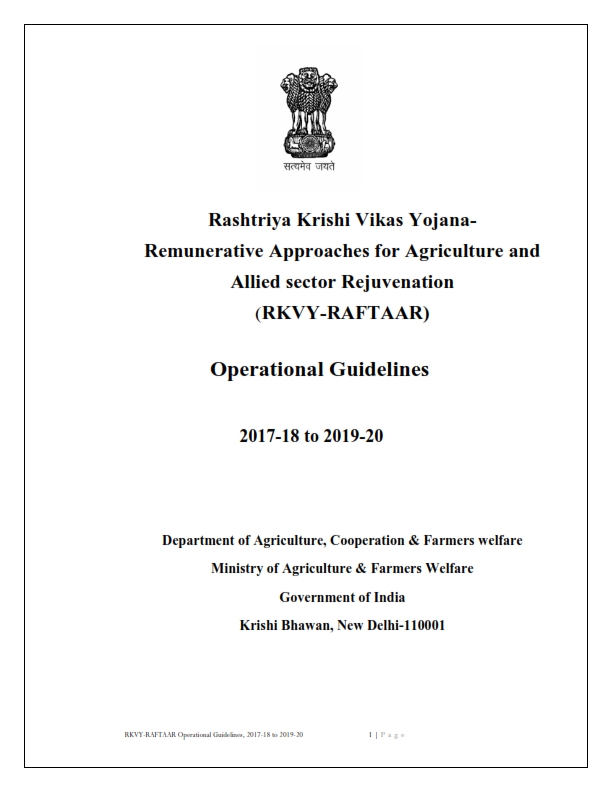 सत्यमेव जयते
Rashtriya Krishi Vikas Yojana-
Remunerative Approaches for Agriculture and
Allied sector Rejuvenation
(RKVY-RAFTAAR)
Operational Guidelines
2017-18 to 2019-20
Department of Agriculture, Cooperation & Farmers welfare
Ministry of Agriculture & Farmers Welfare
Government of India
Krishi Bhawan, New Delhi-110001
RKVY-RAFTAAR Operational Guidelines, 2017-18 to 2019-20 1 | Page